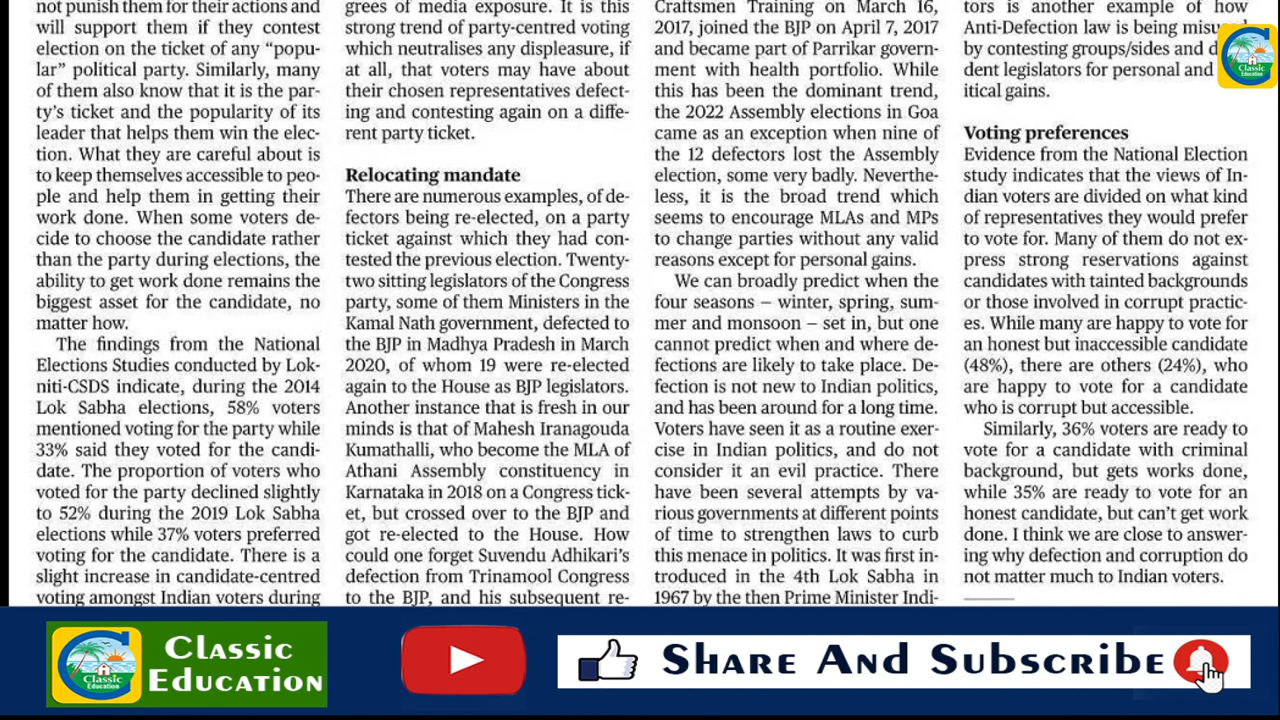 not punish them for their actions and
will support them if they contest
election on the ticket of any “popu-
lar” political party. Similarly, many
of them also know that it is the par-
ty’s ticket and the popularity of its
leader that helps them win the elec-
tion. What they are careful about is
to keep themselves accessible to peo-
ple and help them in getting their
work done. When some voters de-
cide to choose the candidate rather
than the party during elections, the
ability to get work done remains the
biggest asset for the candidate, no
matter how.
The findings from the National
Elections Studies conducted by Lok-
niti-CSDS indicate, during the 2014
Lok Sabha elections, 58% voters
mentioned voting for the party while
33% said they voted for the candi-
date. The proportion of voters who
voted for the party declined slightly
to 52% during the 2019 Lok Sabha
elections while 37% voters preferred
voting for the candidate. There is a
slight increase in candidate-centred
voting amongst Indian voters during
grees of media exposure. It is this
strong trend of party-centred voting
which neutralises any displeasure, if
at all, that voters may have about
their chosen representatives defect-
ing and contesting again on a diffe-
rent party ticket.
Relocating mandate
There are numerous examples, of de-
fectors being re-elected, on a party
ticket against which they had con-
tested the previous election. Twenty-
two sitting legislators of the Congress
party, some of them Ministers in the
Kamal Nath government, defected to
the BJP in Madhya Pradesh in March
2020, of whom 19 were re-elected
again to the House as BJP legislators.
Another instance that is fresh in our
minds is that of Mahesh Iranagouda
Kumathalli, who become the MLA of
Athani Assembly constituency in
Karnataka in 2018 on a Congress tick-
et, but crossed over to the BJP and
got re-elected to the House. How
could one forget Suvendu Adhikari’s
defection from Trinamool Congress
to the BJP, and his subsequent re-
Craftsmen Training on March 16,
2017, joined the BJP on April 7, 2017
and became part of Parrikar govern-
ment with health portfolio. While
this has been the dominant trend,
the 2022 Assembly elections in Goa
came as an exception when nine of
the 12 defectors lost the Assembly
election, some very badly. Neverthe-
less, it is the broad trend which
seems to encourage MLAs and MPs
to change parties without any valid
reasons except for personal gains.
We can broadly predict when the
four seasons – winter, spring, sum-
mer and monsoon – set in, but one
cannot predict when and where de-
fections are likely to take place. De-
fection is not new to Indian politics,
and has been around for a long time.
Voters have seen it as a routine exer-
cise in Indian politics, and do not
consider it an evil practice. There
have been several attempts by va-
rious governments at different points
of time to strengthen laws to curb
this menace in politics. It was first in-
troduced in the 4th Lok Sabha in
1967 by the then Prime Minister Indi-
tors is another example of how
Anti-Defection law is being
by contesting groups/sides and
dent legislators for personal and
itical gains.
Voting preferences
Evidence from the National Election
study indicates that the views of In-
dian voters are divided on what kind
of representatives they would prefer
to vote for. Many of them do not ex-
press strong reservations against
candidates with tainted backgrounds
or those involved in corrupt practic-
es. While many are happy to vote for
an honest but inaccessible candidate
(48%), there are others (24%), who
are happy to vote for a candidate
who is corrupt but accessible.
Similarly, 36% voters are ready to
vote for a candidate with criminal
background, but gets works done,
while 35% are ready to vote for an
honest candidate, but can’t get work
done. I think we are close to answer-
ing why defection and corruption do
not matter much to Indian voters.
Classic
Education
Classic
Education
Classic
Education
Share And Subscribe